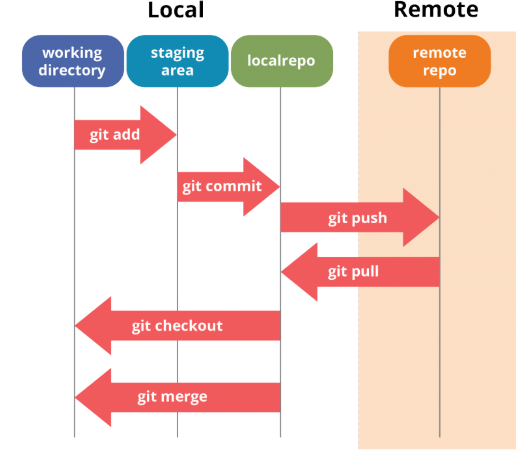 Local
Remote
working
directory
staging
area
localrepo
remote
repo
git add
git commit
git push
git pull
git checkout
git merge